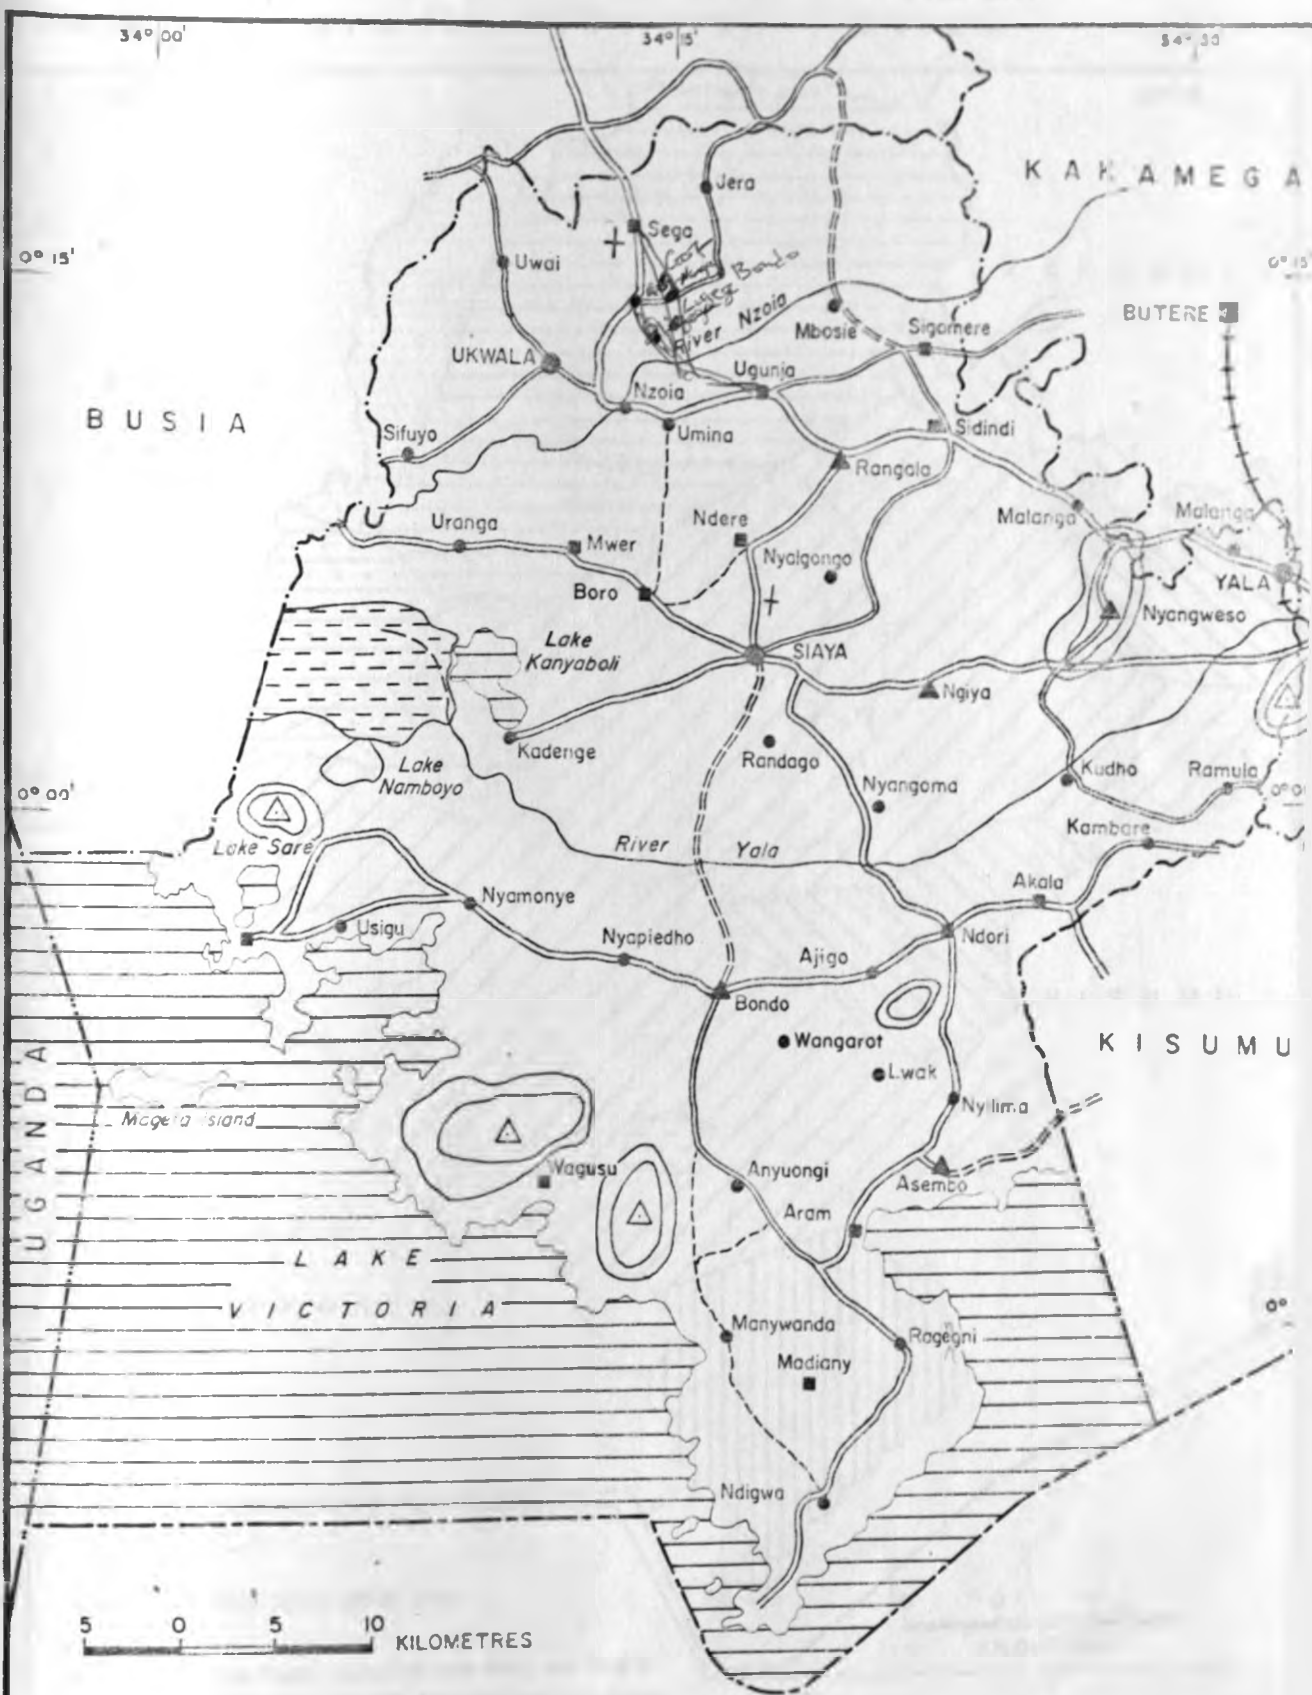 34° 00'
34° 15'
34° 30'
KAKAMEGA
Jera
Sega
0° 15'
Uwai
Bondo
0° 15'
River Nzoia
Mbosie
Sigomere
BUTERE
UKWALA
Ugunja
Nzoia
BUSIA
Sifuyo
Umina
Sidindi
Rangala
Uranga
Mwer
Ndere
Malanga
Malanga
Nyalgongo
YALA
Boro
Nyangweso
Lake
Kanyaboli
SIAYA
Ngiya
Kadenge
Randago
Lake
Namboyo
Nyangoma
Kudho
Ramula
0° 00'
Kambare
Lake Sare
River Yala
Akala
Nyamonye
Usigu
Nyapiedho
Ajigo
Ndori
Bondo
Wangarot
KISUMU
Lwak
Nyilima
Mageta Island
UGANDA
Wagusu
Anyuongi
Asembo
Aram
LAKE
VICTORIA
0°
Manywanda
Ragegni
Madiany
Ndigwa
5 0 5 10
KILOMETRES